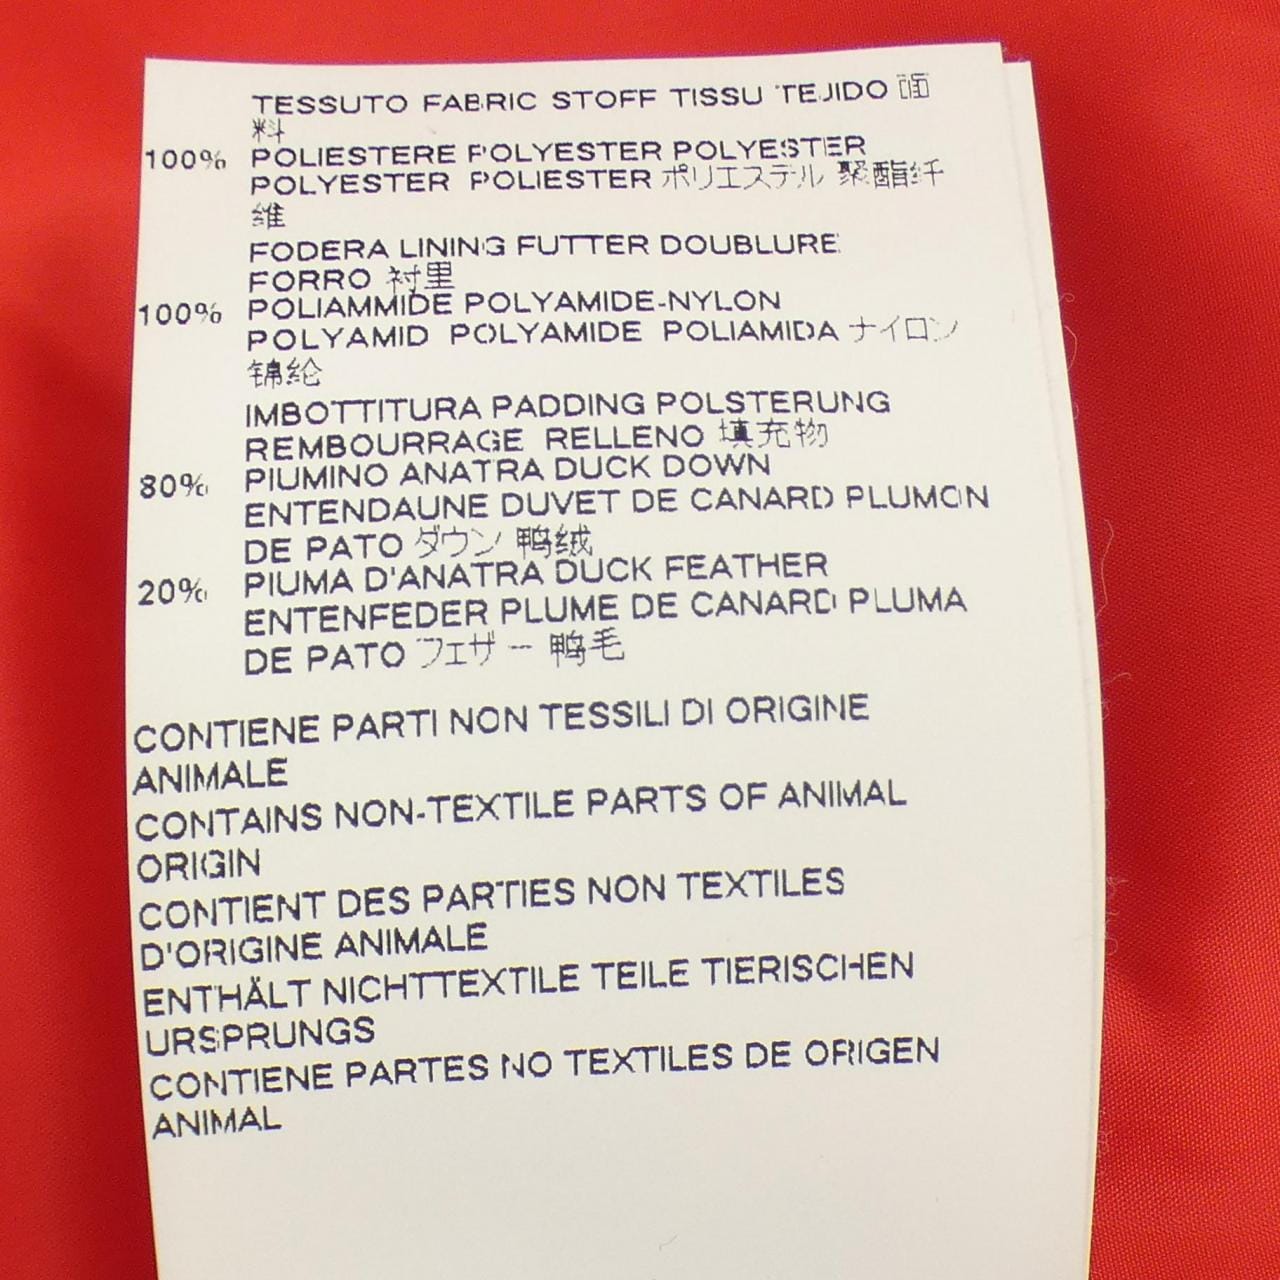 TESSUTO FABRIC STOFF TISSU TEJIDO 面
料
100% POLIESTERE POLYESTER POLYESTER
POLYESTER POLIESTER ポリエステル 聚酯纤
维
FODERA LINING FUTTER DOUBLURE
FORRO 衬里
100% POLIAMMIDE POLYAMIDE-NYLON
POLYAMID POLYAMIDE POLIAMIDA ナイロン
锦纶
IMBOTTITURA PADDING POLSTERUNG
REMBOURRAGE RELLENO 填充物
80% PIUMINO ANATRA DUCK DOWN
ENTENDAUNE DUVET DE CANARD PLUMON
DE PATO ダウン 鸭绒
20% PIUMA D'ANATRA DUCK FEATHER
ENTENFEDER PLUME DE CANARD PLUMA
DE PATO フェザー 鸭毛
CONTIENE PARTI NON TESSILI DI ORIGINE
ANIMALE
CONTAINS NON-TEXTILE PARTS OF ANIMAL
ORIGIN
CONTIENT DES PARTIES NON TEXTILES
D'ORIGINE ANIMALE
ENTHÄLT NICHTTEXTILE TEILE TIERISCHEN
URSPRUNGS
CONTIENE PARTES NO TEXTILES DE ORIGEN
ANIMAL